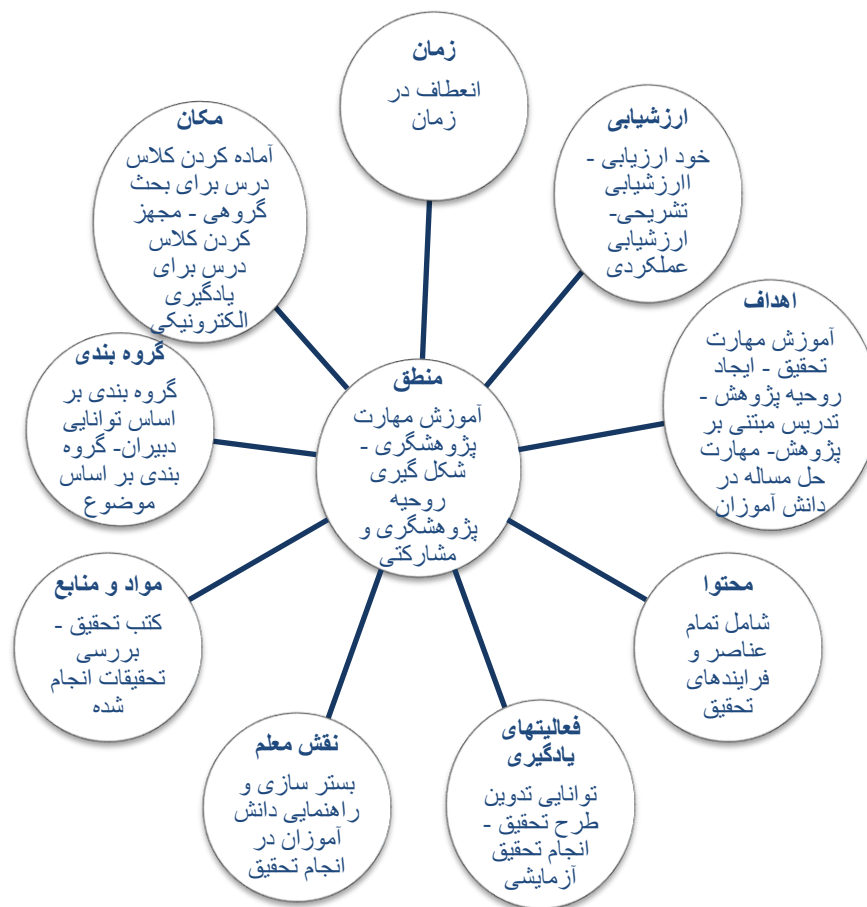 زمان
انعطاف در
زمان
ارزشیابی
خود ارزیابی -
اارزشیابی
تشریحی-
ارزشیابی
عملکردی
اهداف
آموزش مهارت
تحقیق - ایجاد
روحیه پژوهش -
تدریس مبتنی بر
پژوهش- مهارت
حل مساله در
دانش آموزان
محتوا
شامل تمام
عناصر و
فرایندهای
تحقیق
فعالیتهای
یادگیری
توانایی تدوین
طرح تحقیق -
انجام تحقیق
آزمایشی
نقش معلم
بستر سازی و
راهنمایی دانش
آموزان در
انجام تحقیق
مواد و منابع
کتب تحقیق -
بررسی
تحقیقات انجام
شده
گروه بندی
گروه بندی بر
اساس توانایی
دبیران- گروه
بندی بر اساس
موضوع
مکان
آماده کردن کلاس
درس برای بحث
گروهی - مجهز
کردن کلاس
درس برای
یادگیری
الکترونیکی
منطق
آموزش مهارت
پژوهشگری -
شکل گیری
روحیه
پژوهشگری و
مشارکتی